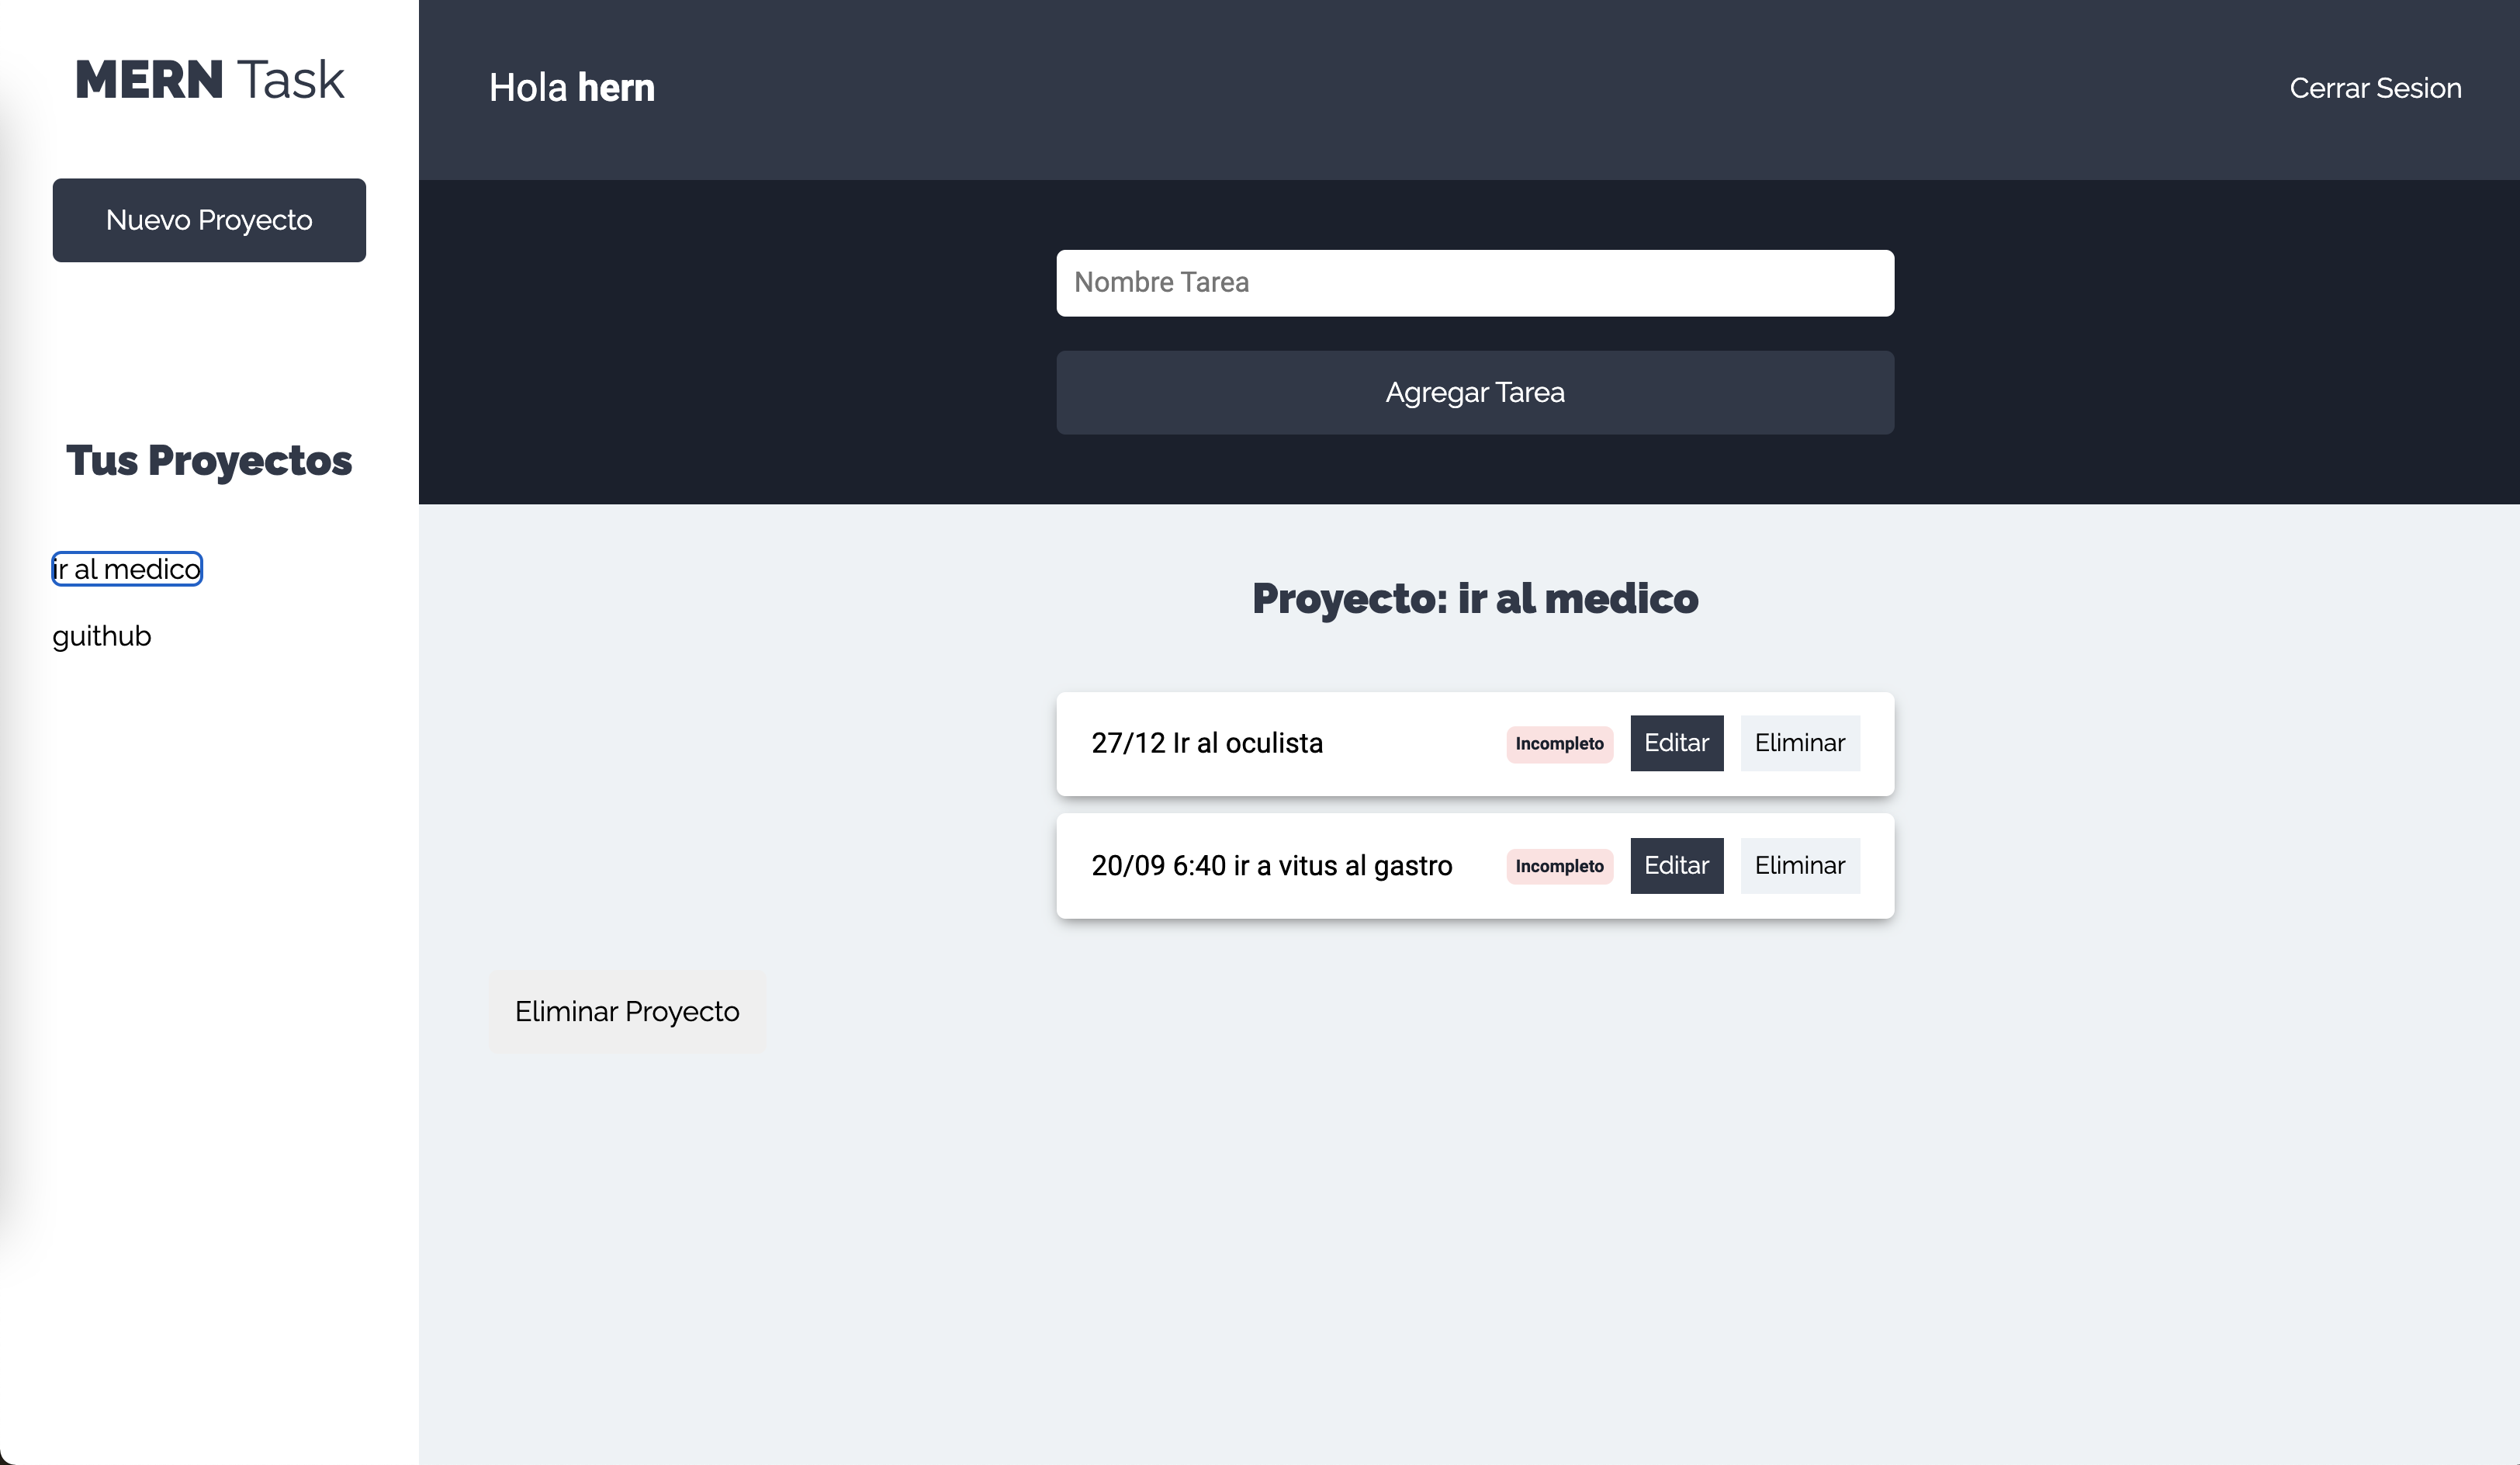 MERN Task
Nuevo Proyecto
Tus Proyectos
ir al medico
guithub
Hola hern
Cerrar Sesion
Nombre Tarea
Agregar Tarea
Proyecto: ir al medico
27/12 Ir al oculista Incompleto Editar Eliminar
20/09 6:40 ir a vitus al gastro Incompleto Editar Eliminar
Eliminar Proyecto